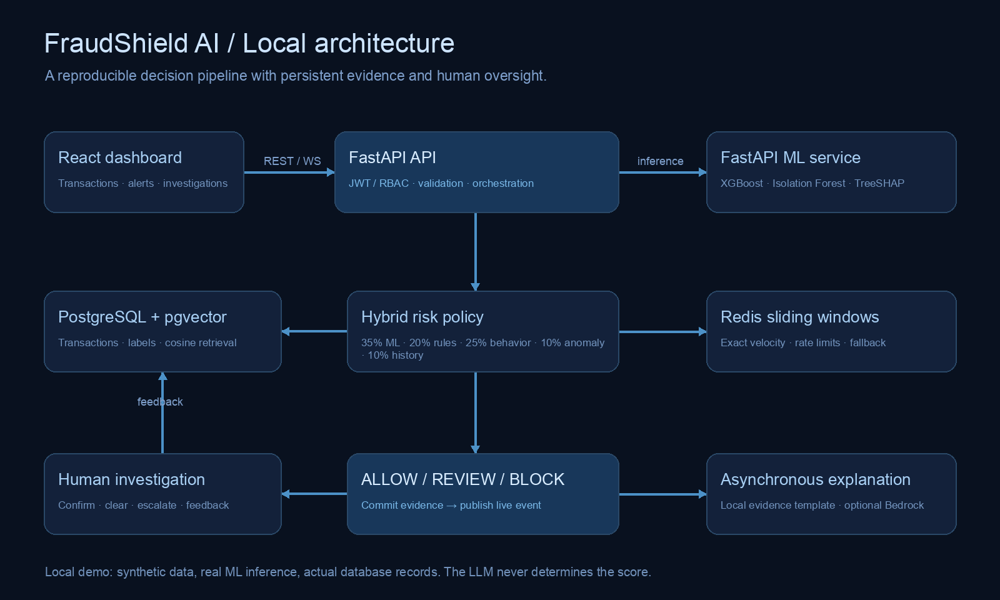 FraudShield AI / Local architecture
A reproducible decision pipeline with persistent evidence and human oversight.
React dashboard
Transactions · alerts · investigations
REST / WS
FastAPI API
JWT / RBAC · validation · orchestration
inference
FastAPI ML service
XGBoost · Isolation Forest · TreeSHAP
PostgreSQL + pgvector
Transactions · labels · cosine retrieval
Hybrid risk policy
35% ML · 20% rules · 25% behavior · 10% anomaly
· 10% history
Redis sliding windows
Exact velocity · rate limits · fallback
feedback
Human investigation
Confirm · clear · escalate · feedback
ALLOW / REVIEW / BLOCK
Commit evidence → publish live event
Asynchronous explanation
Local evidence template · optional Bedrock
Local demo: synthetic data, real ML inference, actual database records. The LLM never determines the score.